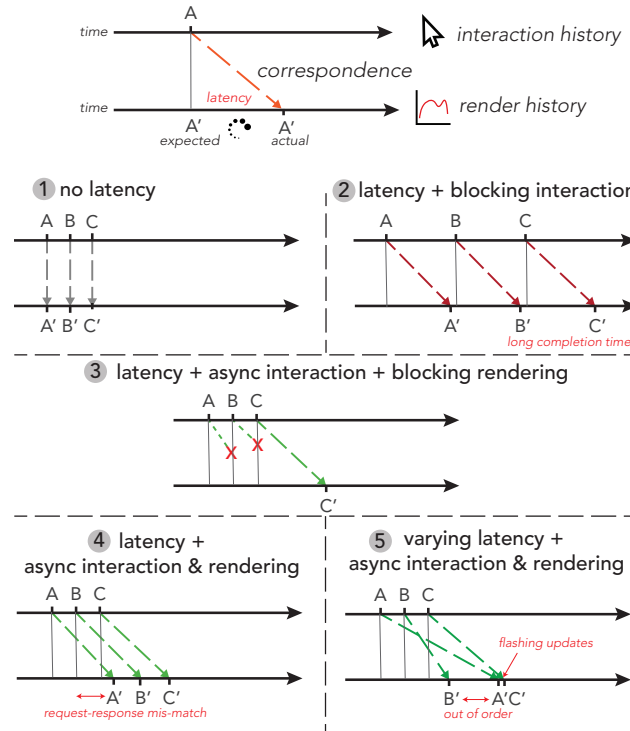 A
time
interaction history
correspondence
latency
time
render history
A'
A'
expected
actual
1 no latency
A B C
A' B' C'
2 latency + blocking interaction
A B C
A' B' C'
long completion time
3 latency + async interaction + blocking rendering
A B C
X X
C'
4 latency +
async interaction & rendering
A B C
A' B' C'
request-response mis-match
5 varying latency +
async interaction & rendering
A B C
flashing updates
B' A'C'
out of order